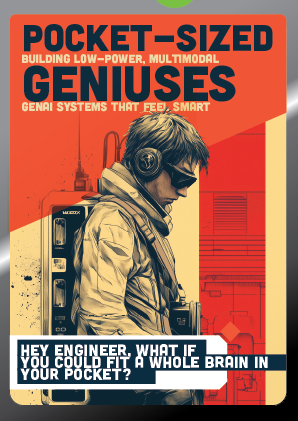 POCKET-SIZED
BUILDING LOW-POWER, MULTIMODAL
GENIUSES
GENAI SYSTEMS THAT FEEL SMART
HEY ENGINEER, WHAT IF
YOU COULD FIT A WHOLE BRAIN IN
YOUR POCKET?